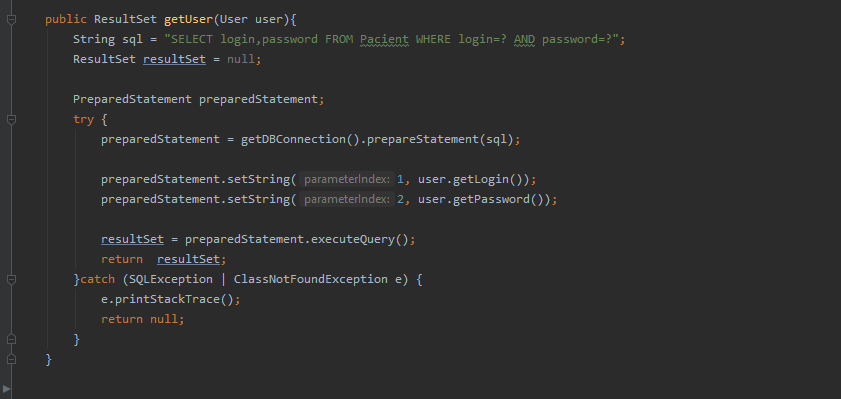 public ResultSet getUser(User user){
String sql = "SELECT login,password FROM Pacient WHERE login=? AND password=?";
ResultSet resultSet = null;
PreparedStatement preparedStatement;
try {
preparedStatement = getDBConnection().prepareStatement(sql);
preparedStatement.setString( parameterIndex: 1, user.getLogin());
preparedStatement.setString( parameterIndex: 2, user.getPassword());
resultSet = preparedStatement.executeQuery();
return  resultSet;
}catch (SQLException | ClassNotFoundException e) {
e.printStackTrace();
return null;
}
}